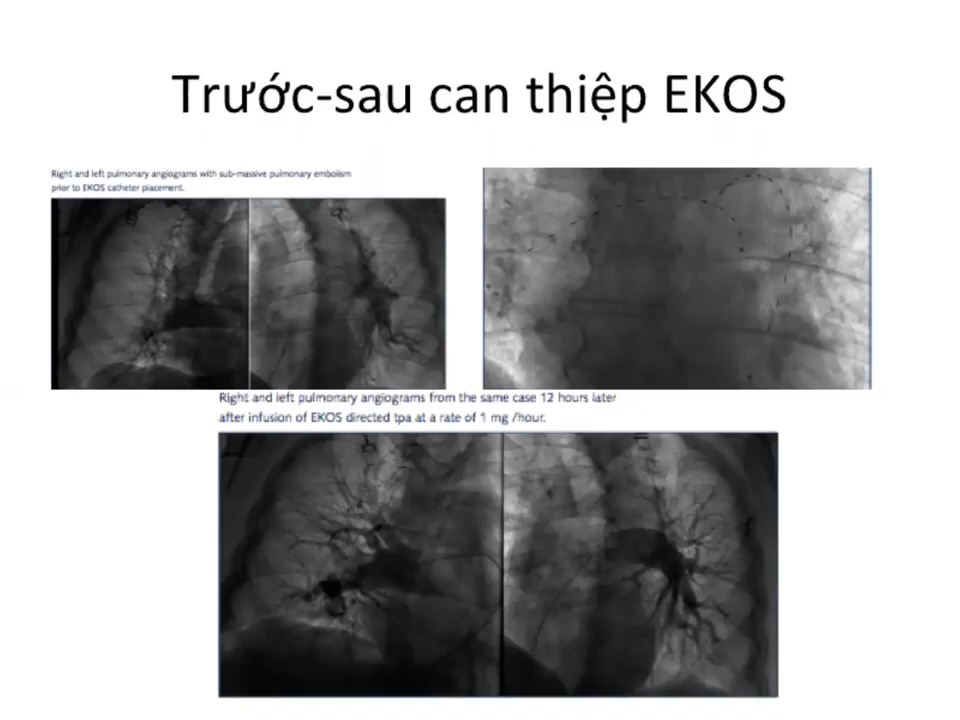 Trước-sau can thiệp EKOS
Right and left pulmonary angiograms with sub-massive pulmonary embolism
prior to EKOS catheter placement.
Right and left pulmonary angiograms from the same case 12 hours later
after infusion of EKOS directed tpa at a rate of 1 mg /hour.